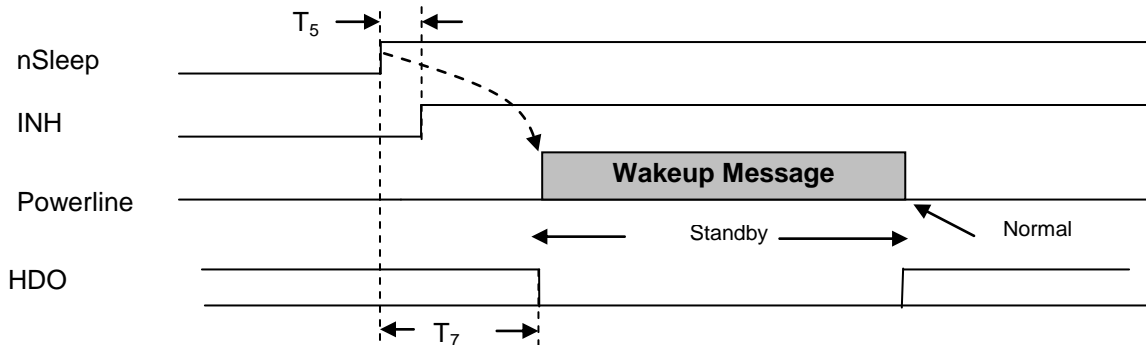 T5
nSleep
INH
Wakeup Message
Powerline
Standby
Normal
HDO
T7